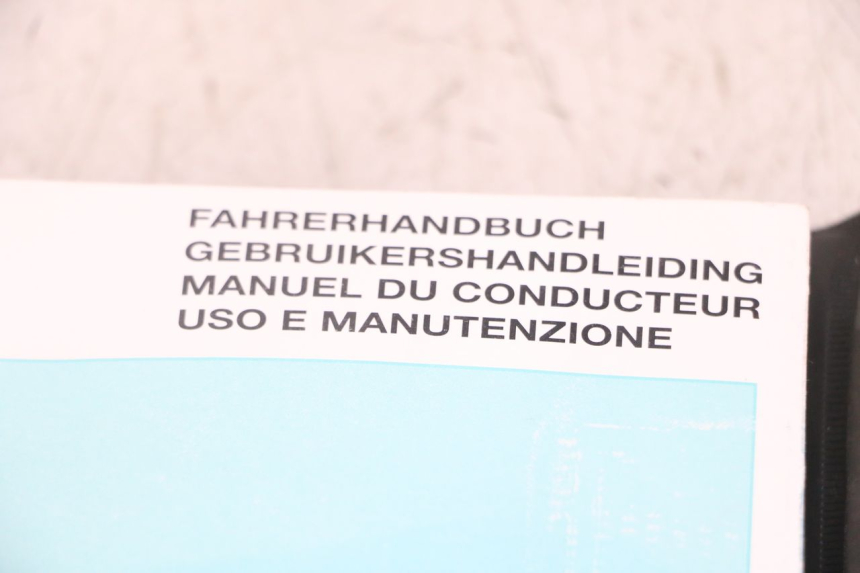 FAHRERHANDBUCH
GEBRUIKERSHANDLEIDING
MANUEL DU CONDUCTEUR
USO E MANUTENZIONE